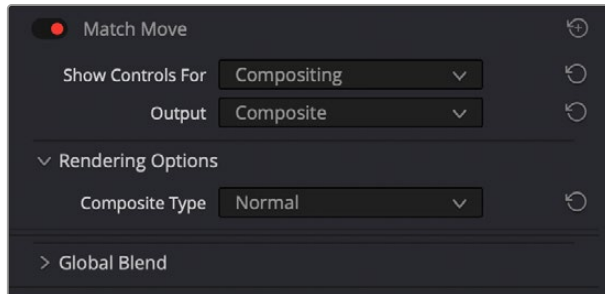 Match Move
Show Controls For Compositing
Output Composite
Rendering Options
Composite Type Normal
Global Blend